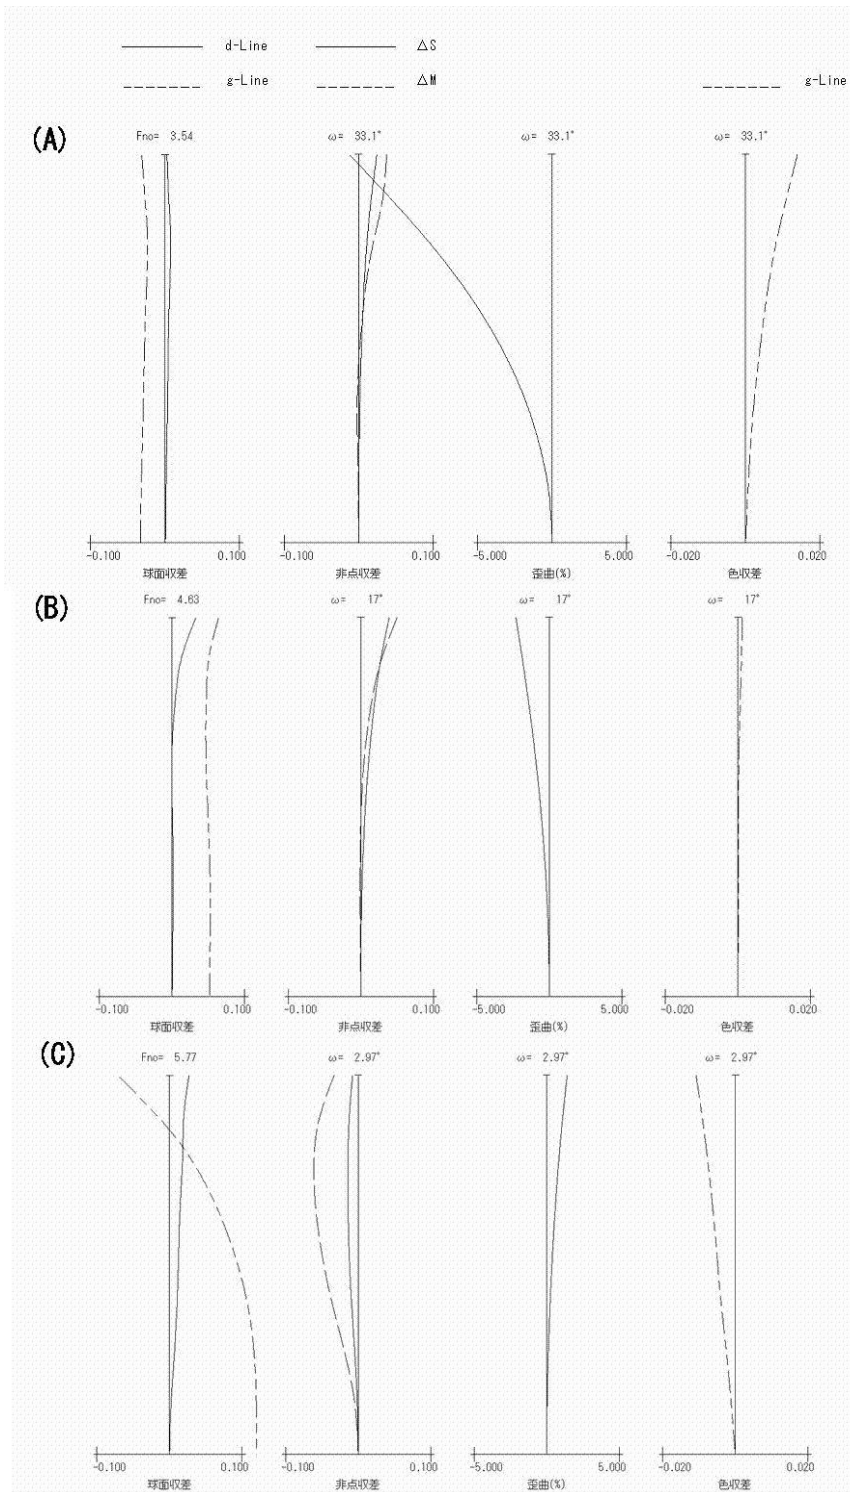 d-Line ΔS
g-Line ΔM g-Line
(A)
Fno= 3.54 ω= 33.1° ω= 33.1° ω= 33.1°
-0.100 0.100 -0.100 0.100 -5.000 5.000 -0.020 0.020
球面収差 非点収差 歪曲(%) 色収差
(B)
Fno= 4.63 ω= 17° ω= 17° ω= 17°
-0.100 0.100 -0.100 0.100 -5.000 5.000 -0.020 0.020
球面収差 非点収差 歪曲(%) 色収差
(C)
Fno= 5.77 ω= 2.97° ω= 2.97° ω= 2.97°
-0.100 0.100 -0.100 0.100 -5.000 5.000 -0.020 0.020
球面収差 非点収差 歪曲(%) 色収差